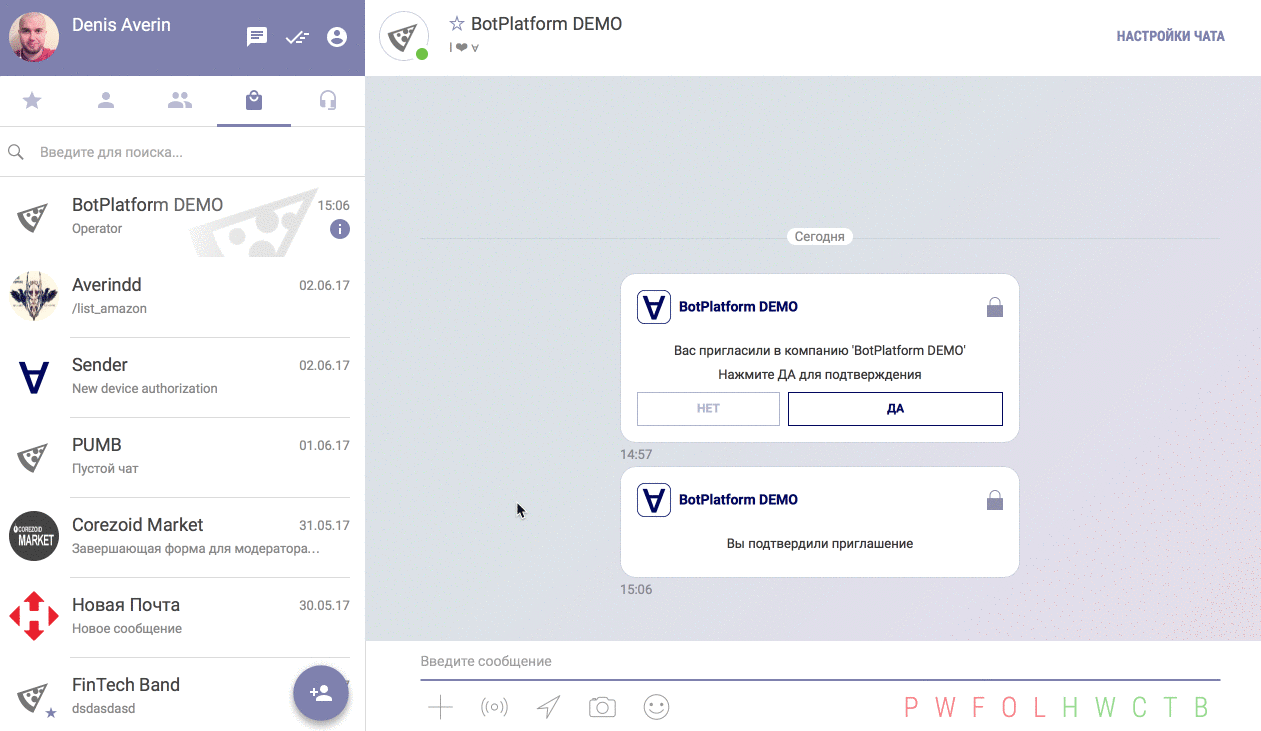 Denis Averin
Введите для поиска...
BotPlatform DEMO
15:06
Operator
Averindd
02.06.17
/list_amazon
Sender
02.06.17
New device authorization
PUMB
01.06.17
Пустой чат
COREZOID
MARKET
Corezoid Market
31.05.17
Завершающая форма для модератора...
Новая Почта
30.05.17
Новое сообщение
FinTech Band
dsdasdasd
BotPlatform DEMO
I ❤ ∀
НАСТРОЙКИ ЧАТА
Сегодня
BotPlatform DEMO
Вас пригласили в компанию 'BotPlatform DEMO'
Нажмите ДА для подтверждения
НЕТ
ДА
14:57
BotPlatform DEMO
Вы подтвердили приглашение
15:06
Введите сообщение
P W F O L H W C T B